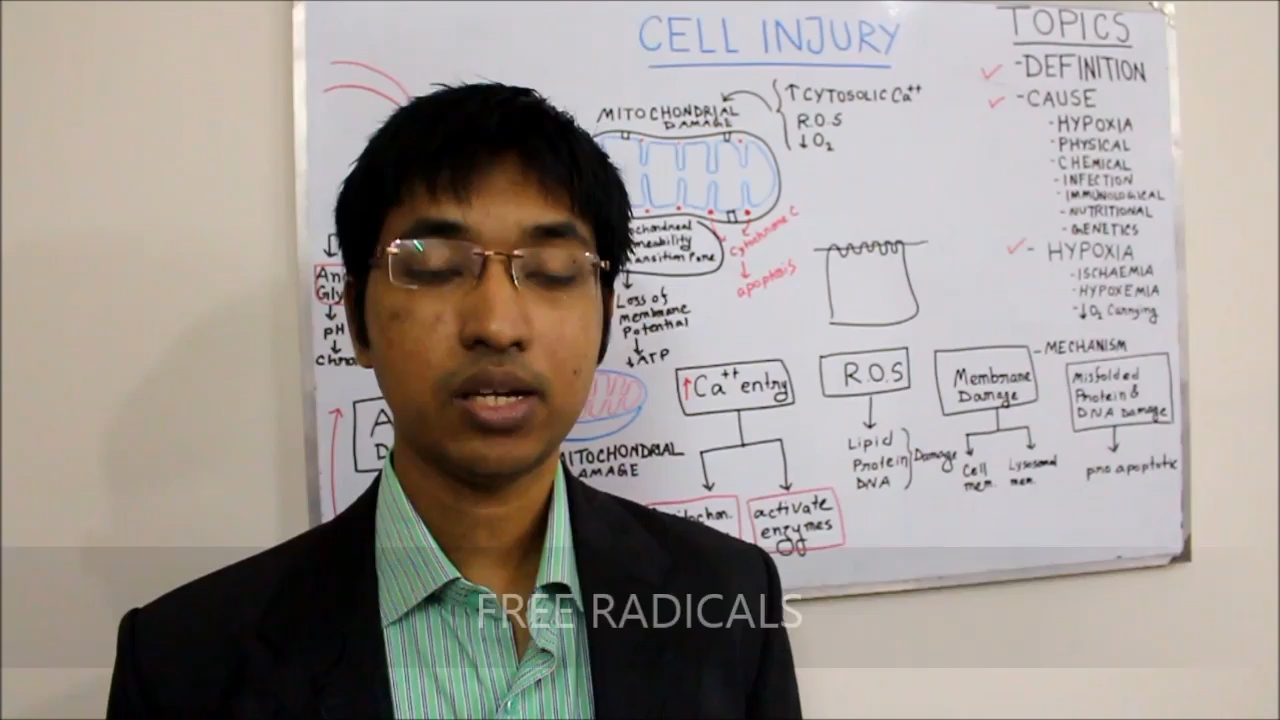 CELL INJURY
TOPICS
- DEFINITION
- CAUSE
- HYPOXIA
- PHYSICAL
- CHEMICAL
- INFECTION
- IMMUNOLOGICAL
- NUTRITIONAL
- GENETICS
- HYPOXIA
- ISCHAEMIA
- HYPOXEMIA
- ↓O₂ Carrying
- MECHANISM
MITOCHONDRIAL
DAMAGE
↑CYTOSOLIC Ca⁺⁺
R.O.S
↓O₂
Cytochrome C
↓
apoptosis
Transition Pore
↓
Loss of
membrane
Potential
↓
↓ATP
pH
↓
MITOCHONDRIAL
↑Ca⁺⁺ entry
activate
enzymes
R.O.S
↓
Lipid
Protein
DNA
Damage
Membrane
Damage
Cell
mem.
Lysosomal
mem.
Misfolded
Protein &
DNA Damage
↓
pro apoptotic
FREE RADICALS